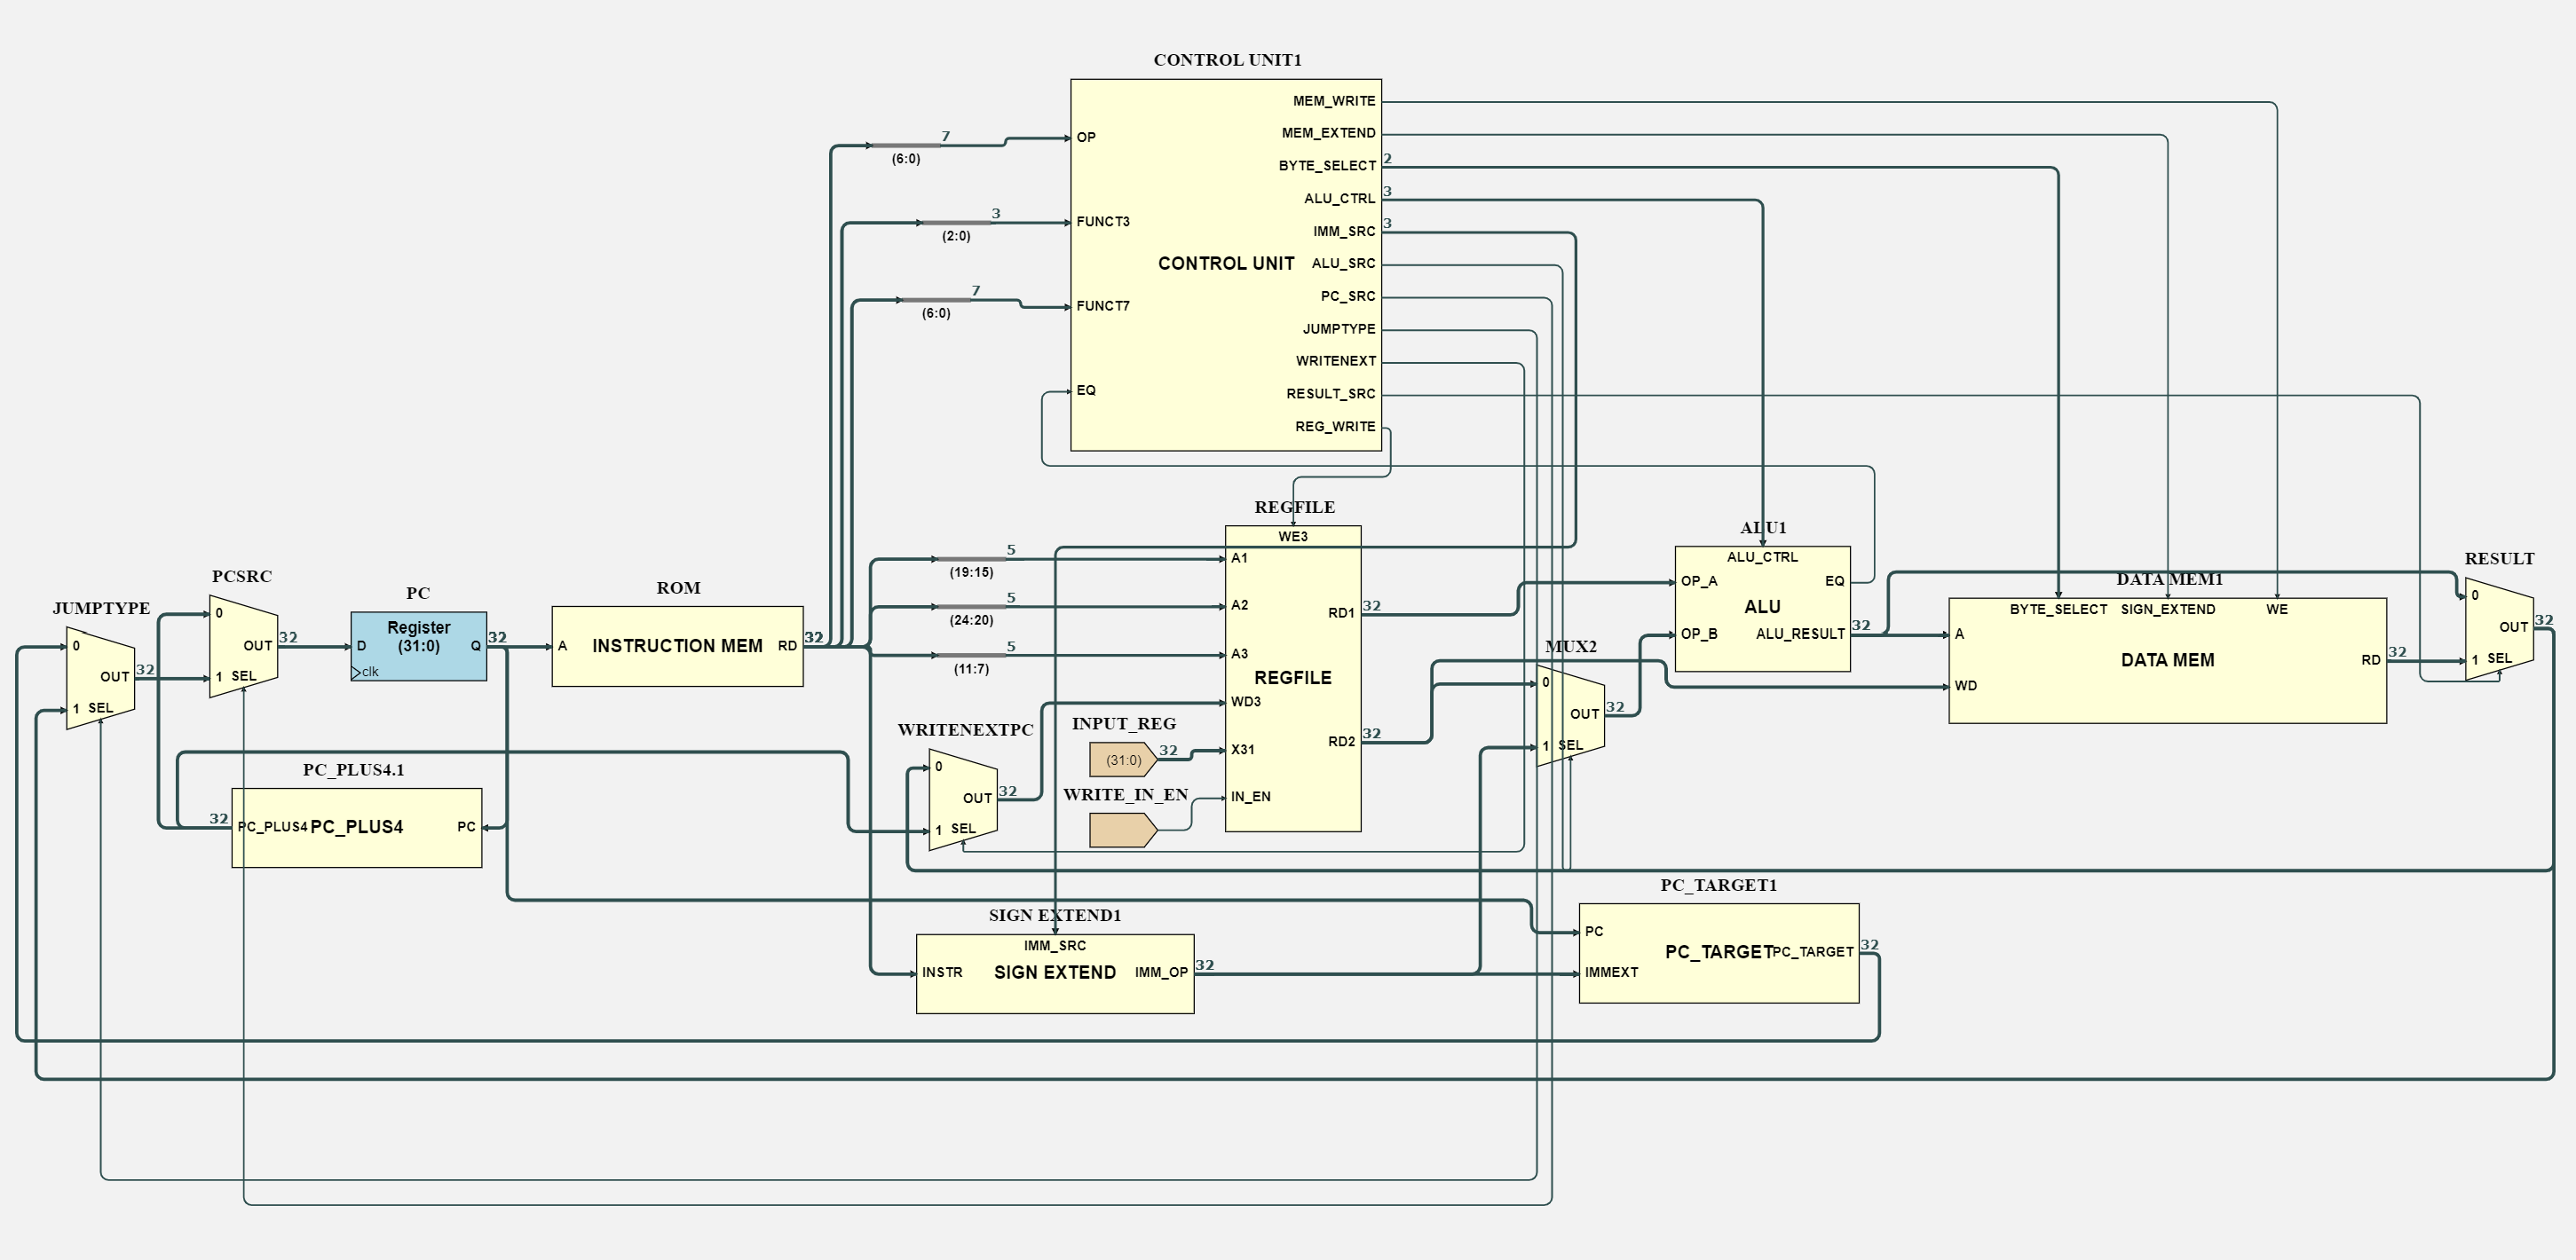 CONTROL UNIT1
MEM_WRITE
MEM_EXTEND
BYTE_SELECT
2
ALU_CTRL
3
IMM_SRC
3
ALU_SRC
PC_SRC
JUMPTYPE
WRITENEXT
RESULT_SRC
REG_WRITE
OP
FUNCT3
FUNCT7
EQ
CONTROL UNIT
7
(6:0)
3
(2:0)
7
(6:0)
JUMPTYPE
0
OUT
32
1 SEL
PCSRC
0
OUT
32
1 SEL
PC
Register
(31:0)
D
Q
32
clk
ROM
A
INSTRUCTION MEM
RD
32
PC_PLUS4.1
32
PC_PLUS4
PC_PLUS4
PC
5
(19:15)
5
(24:20)
5
(11:7)
WRITENEXTPC
0
OUT
32
1 SEL
INPUT_REG
(31:0)
32
WRITE_IN_EN
REGFILE
WE3
A1
A2
A3
WD3
X31
IN_EN
RD1
32
REGFILE
RD2
32
MUX2
0
OUT
32
1 SEL
ALU1
ALU_CTRL
OP_A
EQ
ALU
OP_B
ALU_RESULT
32
DATA MEM1
BYTE_SELECT
SIGN_EXTEND
WE
A
DATA MEM
RD
32
WD
RESULT
0
OUT
32
1 SEL
SIGN EXTEND1
IMM_SRC
INSTR
SIGN EXTEND
IMM_OP
32
PC_TARGET1
PC
PC_TARGET
PC_TARGET
32
IMMEXT